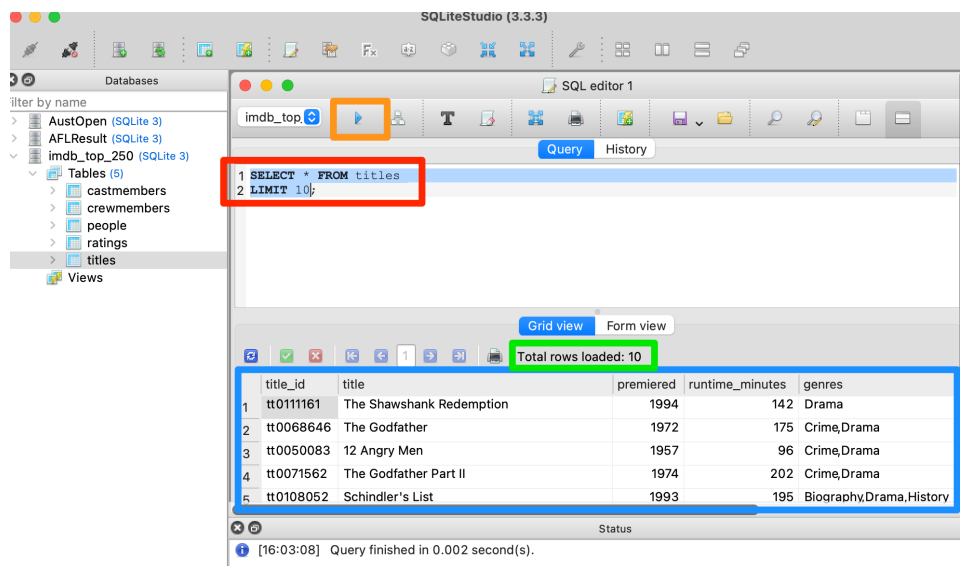 SQLiteStudio (3.3.3)
Databases
filter by name
AustOpen (SQLite 3)
AFLResult (SQLite 3)
imdb_top_250 (SQLite 3)
Tables (5)
castmembers
crewmembers
people
ratings
titles
Views
SQL editor 1
imdb_top_
Query History
1 SELECT * FROM titles
2 LIMIT 10;
Grid view Form view
1 Total rows loaded: 10
title_id title premiered runtime_minutes genres
1 tt0111161 The Shawshank Redemption 1994 142 Drama
2 tt0068646 The Godfather 1972 175 Crime,Drama
3 tt0050083 12 Angry Men 1957 96 Crime,Drama
4 tt0071562 The Godfather Part II 1974 202 Crime,Drama
5 tt0108052 Schindler's List 1993 195 Biography,Drama,History
Status
[16:03:08] Query finished in 0.002 second(s).